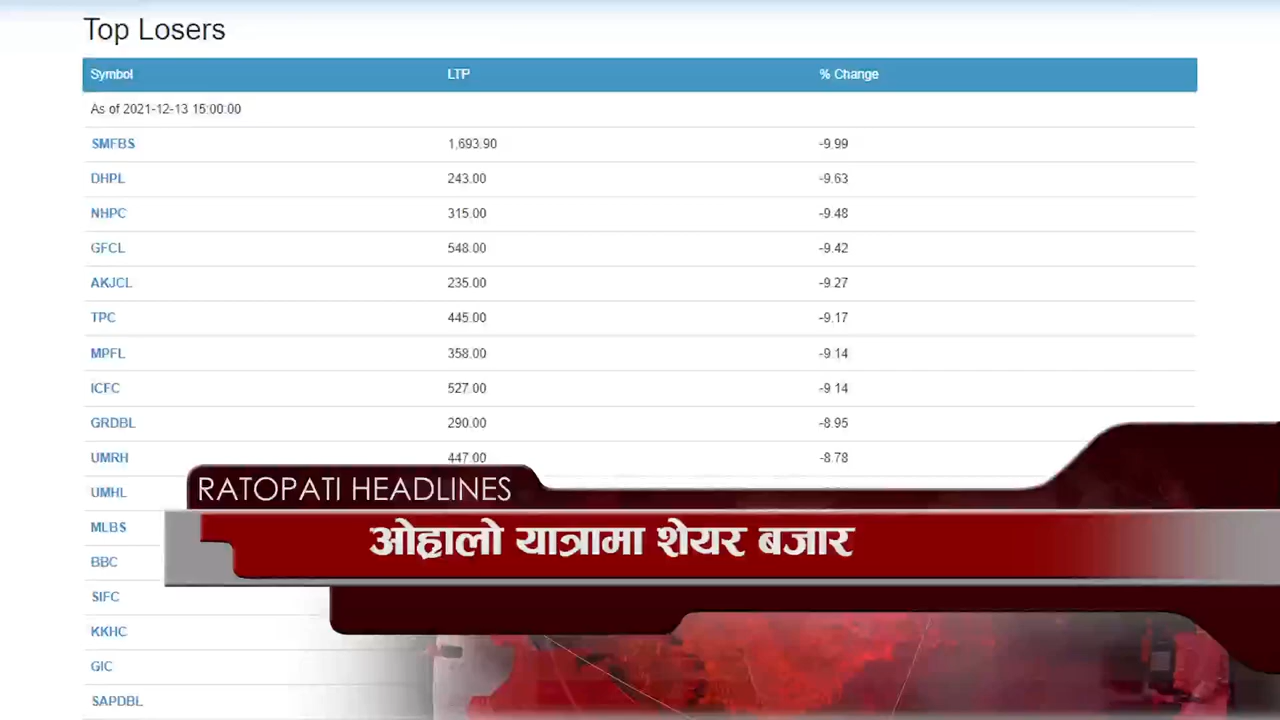 Top Losers
Symbol LTP % Change
As of 2021-12-13 15:00:00
SMFBS 1,693.90 -9.99
DHPL 243.00 -9.63
NHPC 315.00 -9.48
GFCL 548.00 -9.42
AKJCL 235.00 -9.27
TPC 445.00 -9.17
MPFL 358.00 -9.14
ICFC 527.00 -9.14
GRDBL 290.00 -8.95
UMRH 447.00 -8.78
UMHL
RATOPATI HEADLINES
MLBS
ओह्रालो यात्रामा शेयर बजार
BBC
SIFC
KKHC
GIC
SAPDBL